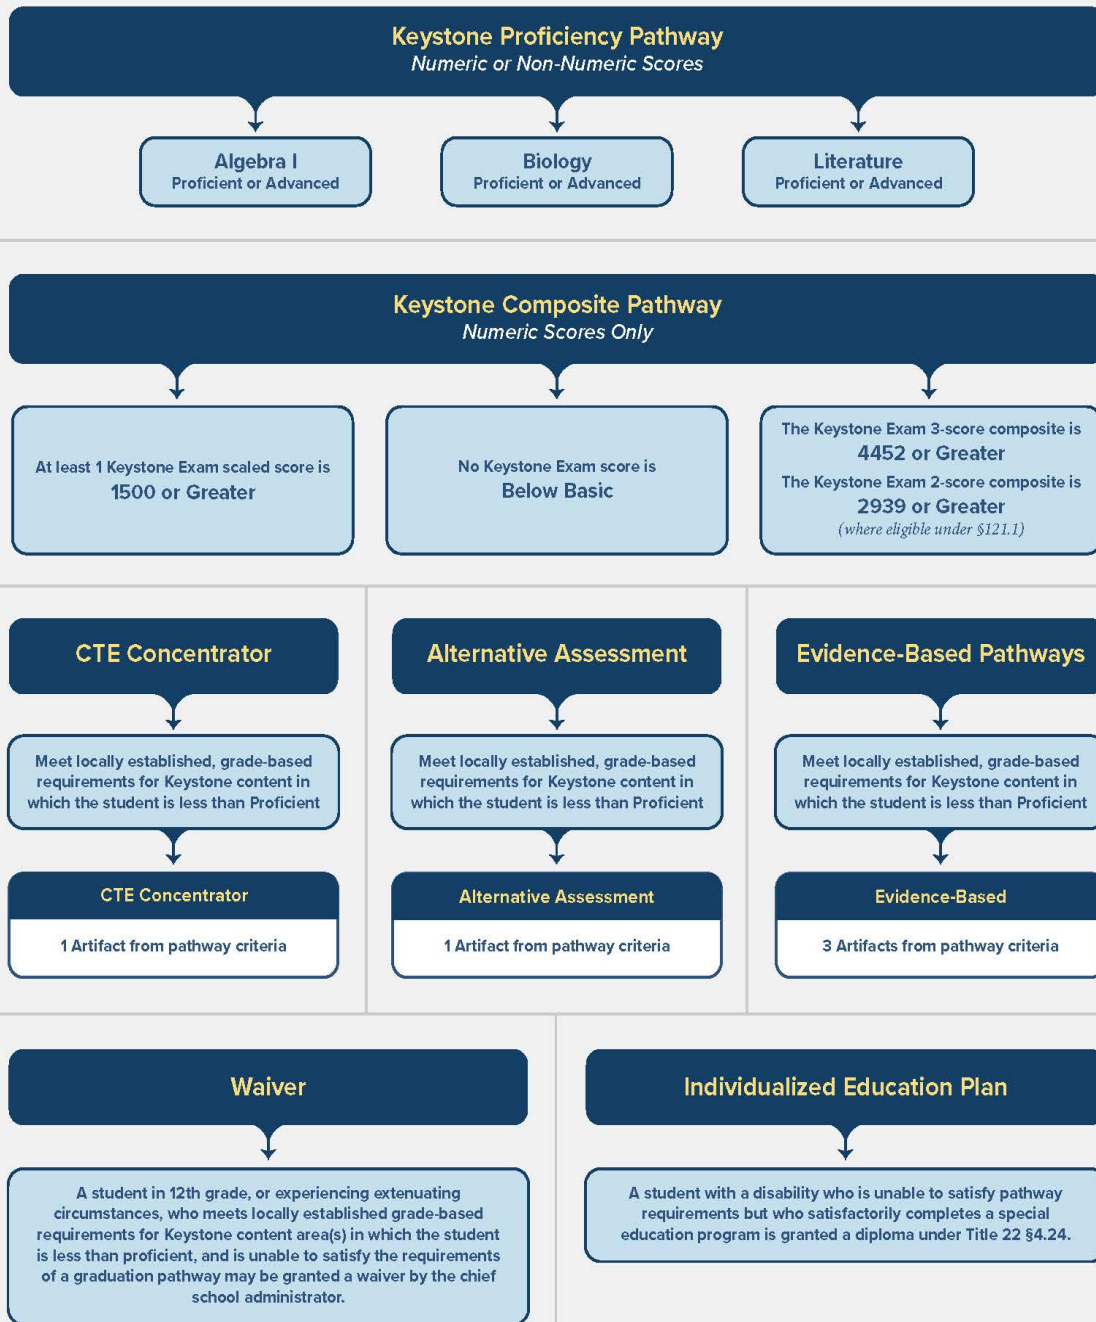 Keystone Proficiency Pathway
Numeric or Non-Numeric Scores
Algebra I
Proficient or Advanced
Biology
Proficient or Advanced
Literature
Proficient or Advanced
Keystone Composite Pathway
Numeric Scores Only
At least 1 Keystone Exam scaled score is
1500 or Greater
No Keystone Exam score is
Below Basic
The Keystone Exam 3-score composite is
4452 or Greater
The Keystone Exam 2-score composite is
2939 or Greater
(where eligible under §121.1)
CTE Concentrator
Meet locally established, grade-based
requirements for Keystone content in
which the student is less than Proficient
CTE Concentrator
1 Artifact from pathway criteria
Alternative Assessment
Meet locally established, grade-based
requirements for Keystone content in
which the student is less than Proficient
Alternative Assessment
1 Artifact from pathway criteria
Evidence-Based Pathways
Meet locally established, grade-based
requirements for Keystone content in
which the student is less than Proficient
Evidence-Based
3 Artifacts from pathway criteria
Waiver
A student in 12th grade, or experiencing extenuating
circumstances, who meets locally established grade-based
requirements for Keystone content area(s) in which the student
is less than proficient, and is unable to satisfy the requirements
of a graduation pathway may be granted a waiver by the chief
school administrator.
Individualized Education Plan
A student with a disability who is unable to satisfy pathway
requirements but who satisfactorily completes a special
education program is granted a diploma under Title 22 §4.24.